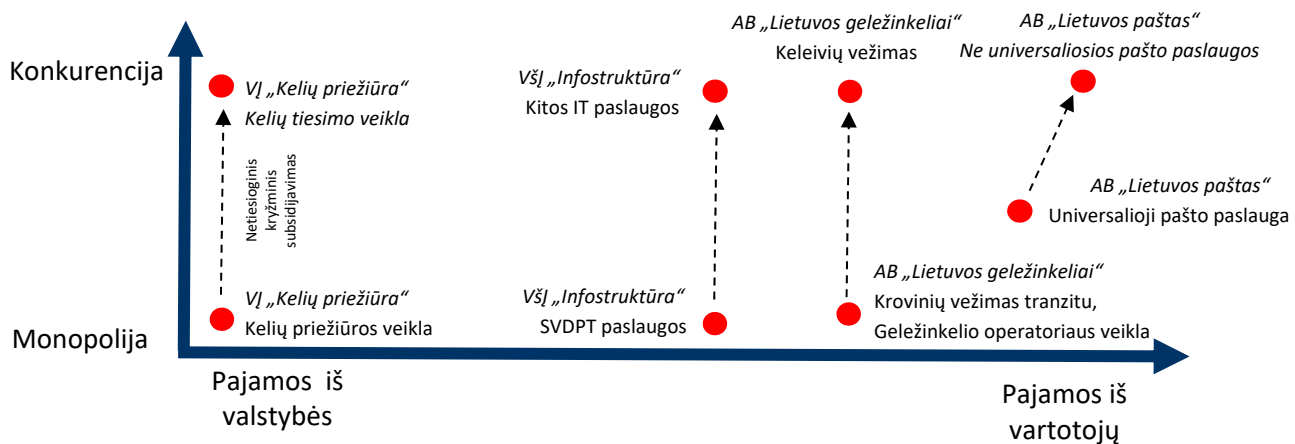 Konkurencija
VĮ „Kelių priežiūra“
Kelių tiesimo veikla
Netiesioginis
kryžminis
subsidijavimas
VĮ „Kelių priežiūra“
Kelių priežiūros veikla
Monopolija
VšĮ „Infostruktūra“
Kitos IT paslaugos
VšĮ „Infostruktūra“
SVDPT paslaugos
AB „Lietuvos geležinkeliai“
Keleivių vežimas
AB „Lietuvos geležinkeliai“
Krovinių vežimas tranzitu,
Geležinkelio operatoriaus veikla
AB „Lietuvos paštas“
Ne universaliosios pašto paslaugos
AB „Lietuvos paštas“
Universalioji pašto paslauga
Pajamos iš
valstybės
Pajamos iš
vartotojų